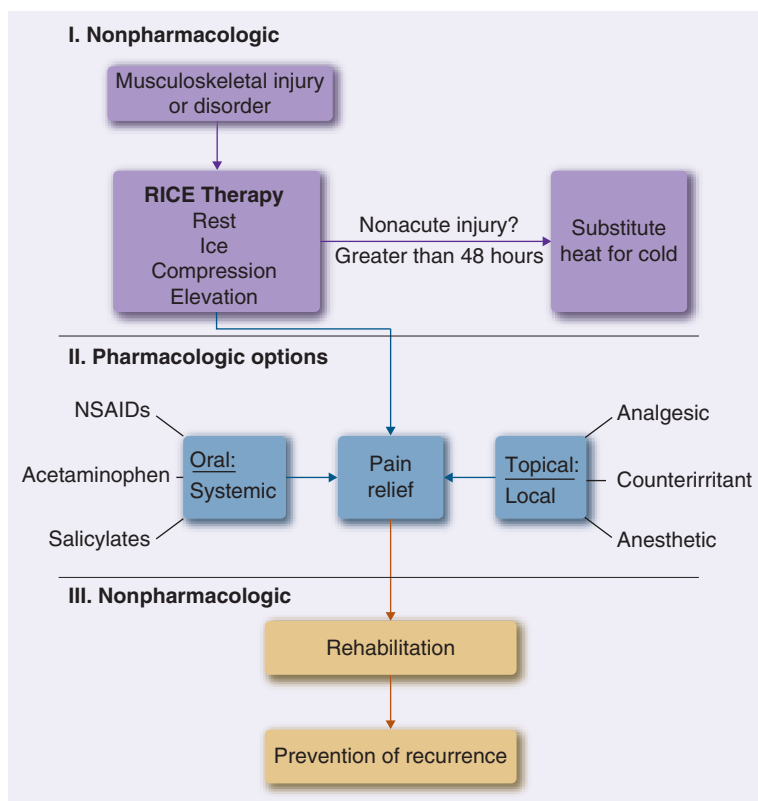 I. Nonpharmacologic
Musculoskeletal injury
or disorder
RICE Therapy
Rest
Ice
Compression
Elevation
Nonacute injury?
Greater than 48 hours
Substitute
heat for cold
II. Pharmacologic options
NSAIDs
Acetaminophen
Salicylates
Oral:
Systemic
Pain
relief
Topical:
Local
Analgesic
Counterirritant
Anesthetic
III. Nonpharmacologic
Rehabilitation
Prevention of recurrence